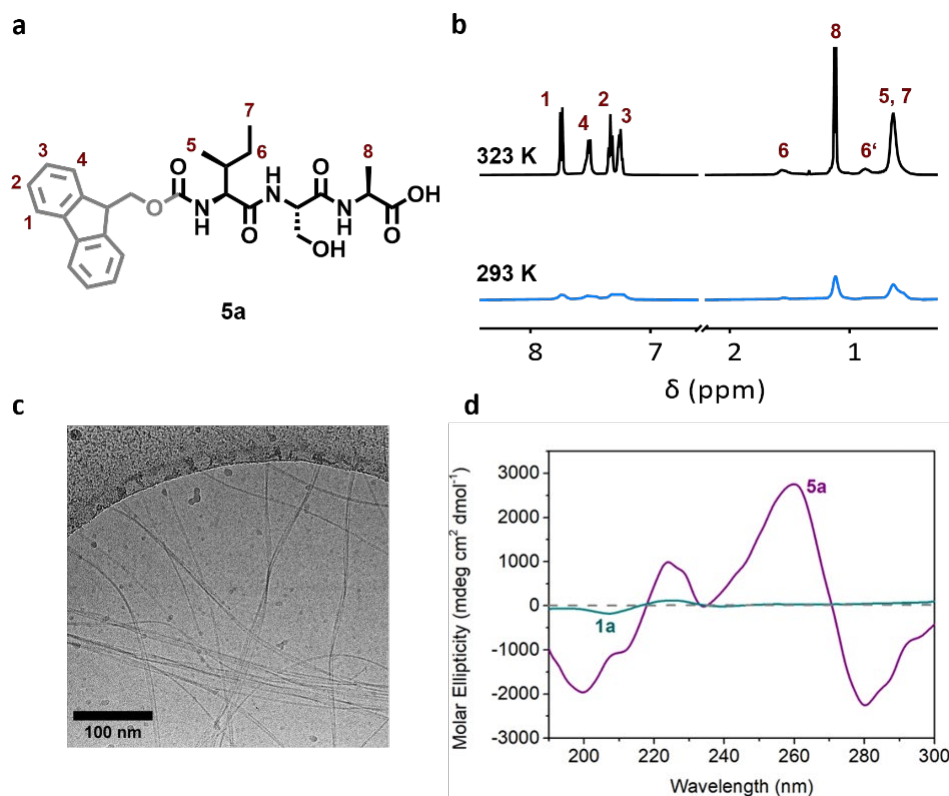 a
7
5
6
8
3
4
2
1
O
O
N
H
O
H
N
O
OH
N
H
O
OH
O
5a
b
8
1
4
2
3
5, 7
6
6‘
323 K
293 K
8
7
2
1
δ (ppm)
c
100 nm
d
Molar Ellipticity (mdeg cm² dmol⁻¹)
3000
2000
1000
0
-1000
-2000
-3000
5a
1a
200
220
240
260
280
300
Wavelength (nm)